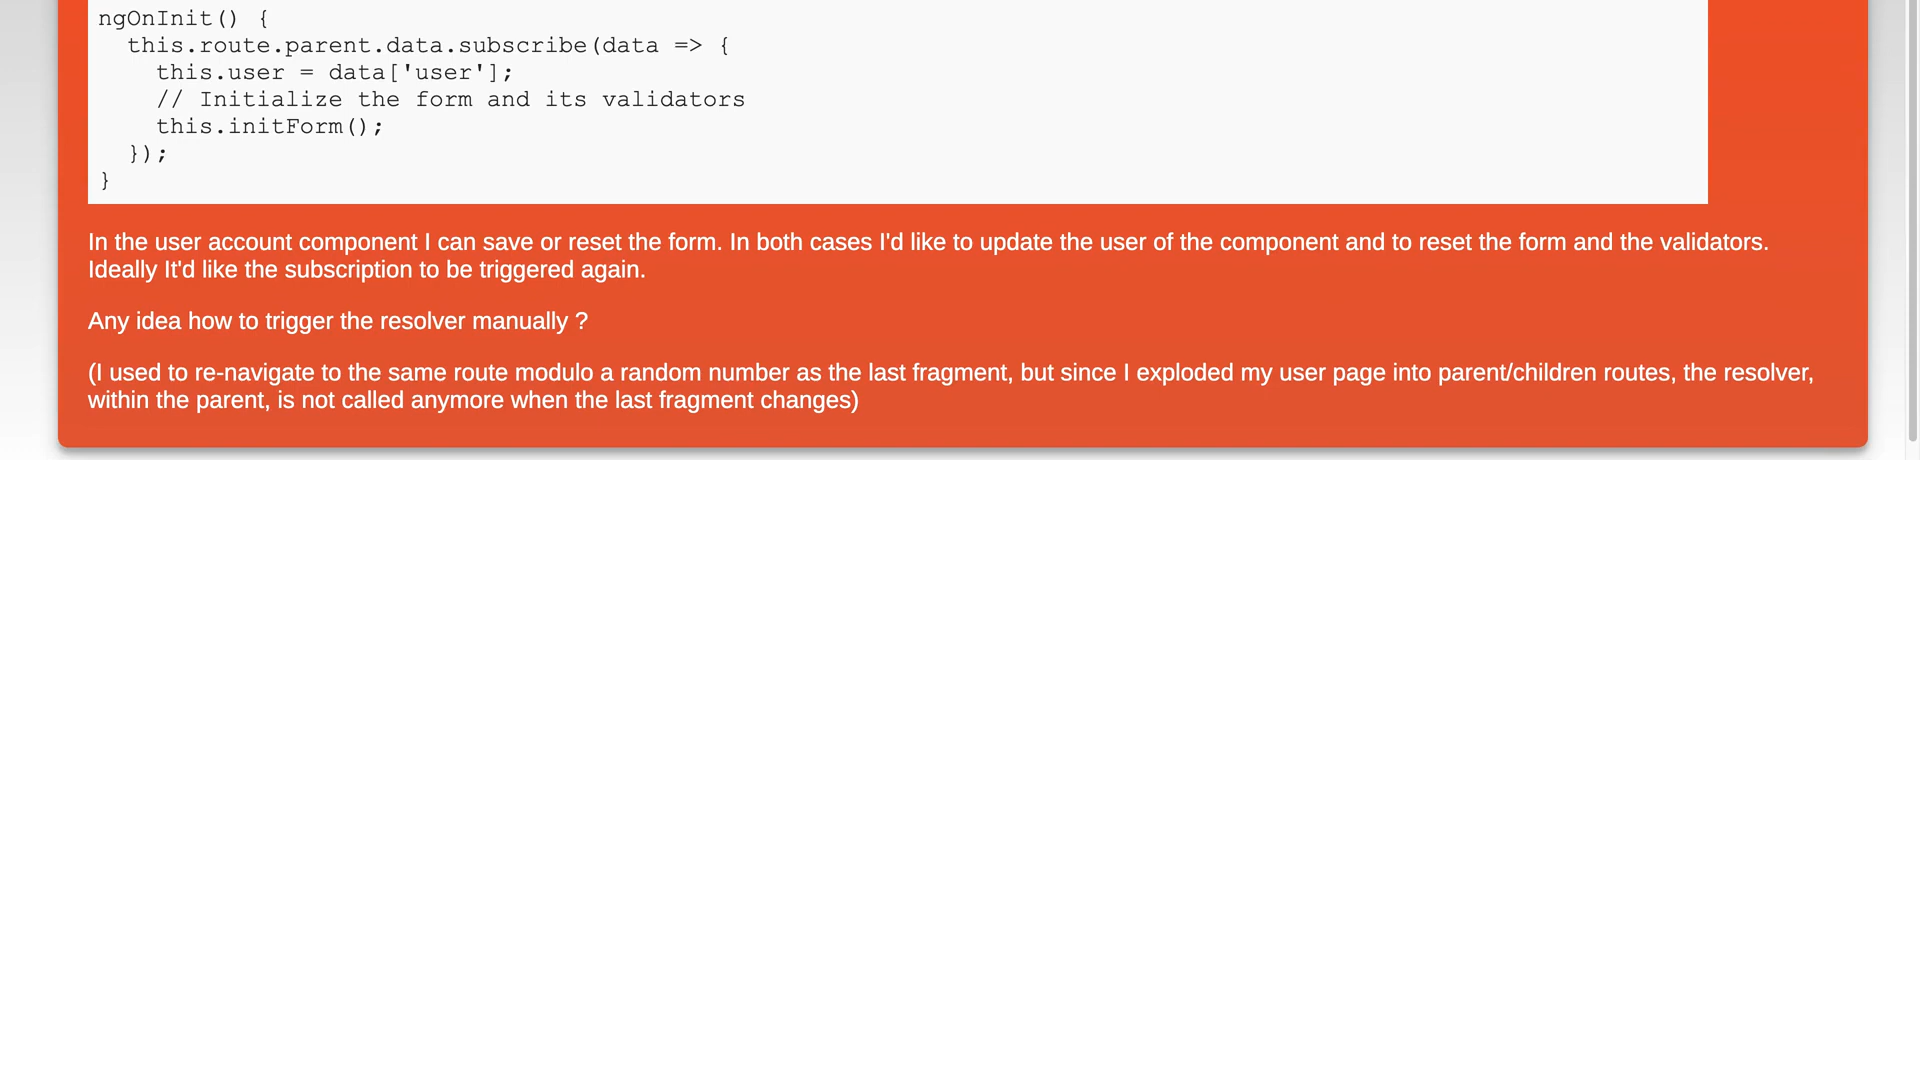 ngOnInit() {
  this.route.parent.data.subscribe(data => {
    this.user = data['user'];
    // Initialize the form and its validators
    this.initForm();
  });
}
In the user account component I can save or reset the form. In both cases I'd like to update the user of the component and to reset the form and the validators.
Ideally It'd like the subscription to be triggered again.
Any idea how to trigger the resolver manually ?
(I used to re-navigate to the same route modulo a random number as the last fragment, but since I exploded my user page into parent/children routes, the resolver,
within the parent, is not called anymore when the last fragment changes)